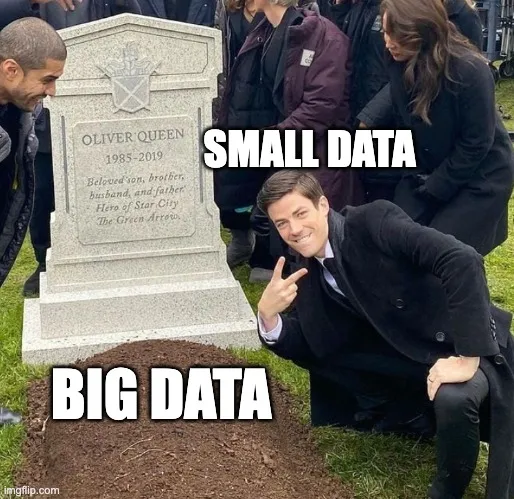 OLIVER QUEEN
1985-2019
Beloved son, brother,
husband, and father.
Hero of Star City
The Green Arrow.
SMALL DATA
BIG DATA
imgflip.com